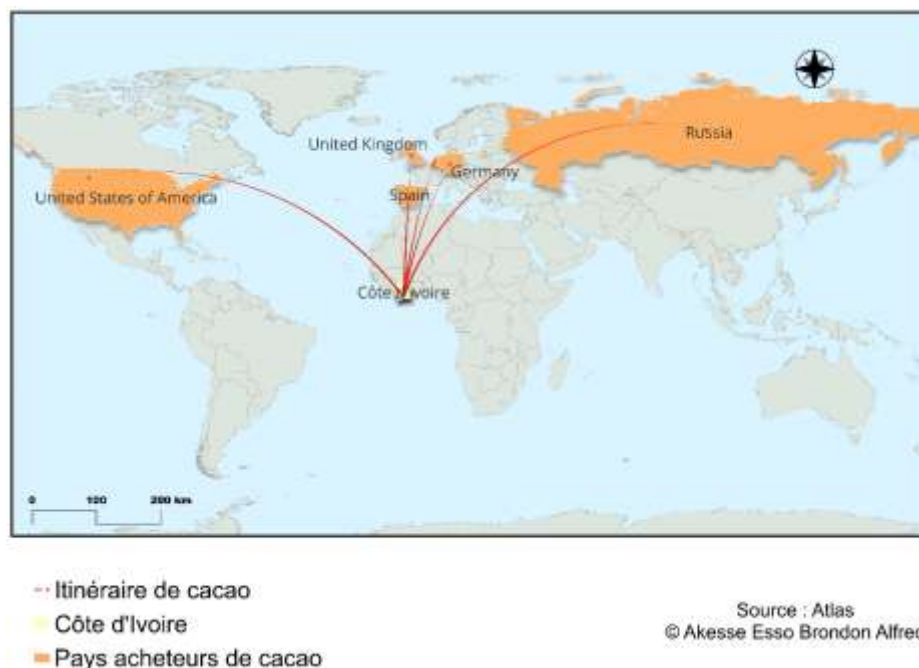 United Kingdom
Russia
Germany
United States of America
Spain
Côte d'Ivoire
0 100 200 km
Itinéraire de cacao
Côte d'Ivoire
Pays acheteurs de cacao
Source : Atlas
© Akesse Esso Brondon Alfred